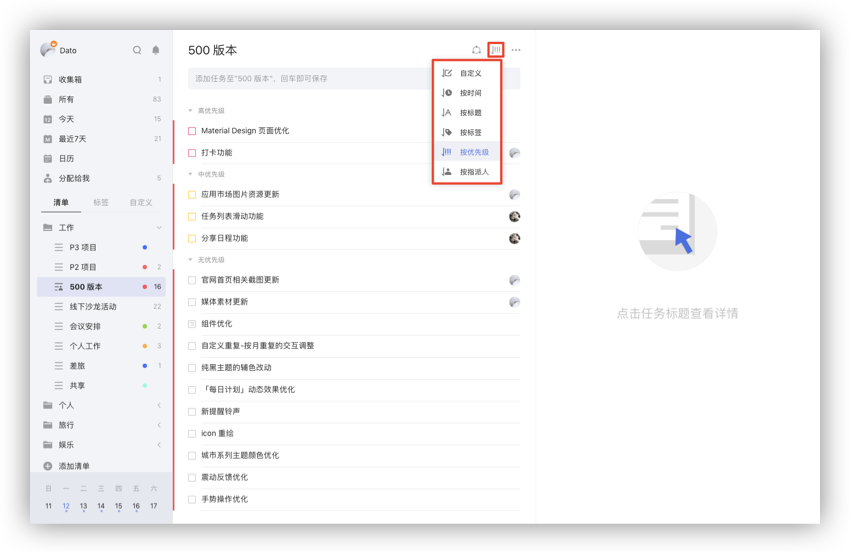 Dato
收集箱 1
所有 83
今天 15
最近7天 21
日历
分配给我 5
清单 标签 自定义
工作
P3 项目
P2 项目 2
500 版本 16
线下沙龙活动 22
会议安排 2
个人工作 3
差旅 1
共享
个人
旅行
娱乐
添加清单
日 一 二 三 四 五 六
11 12 13 14 15 16 17
500 版本
添加任务至“500 版本”，回车即可保存
高优先级
Material Design 页面优化
打卡功能
中优先级
应用市场图片资源更新
任务列表滑动功能
分享日程功能
无优先级
官网首页相关截图更新
媒体素材更新
组件优化
自定义重复-按月重复的交互调整
纯黑主题的辅色改动
「每日计划」动态效果优化
新提醒铃声
icon 重绘
城市系列主题颜色优化
震动反馈优化
手势操作优化
自定义
按时间
按标题
按标签
按优先级
按指派人
点击任务标题查看详情